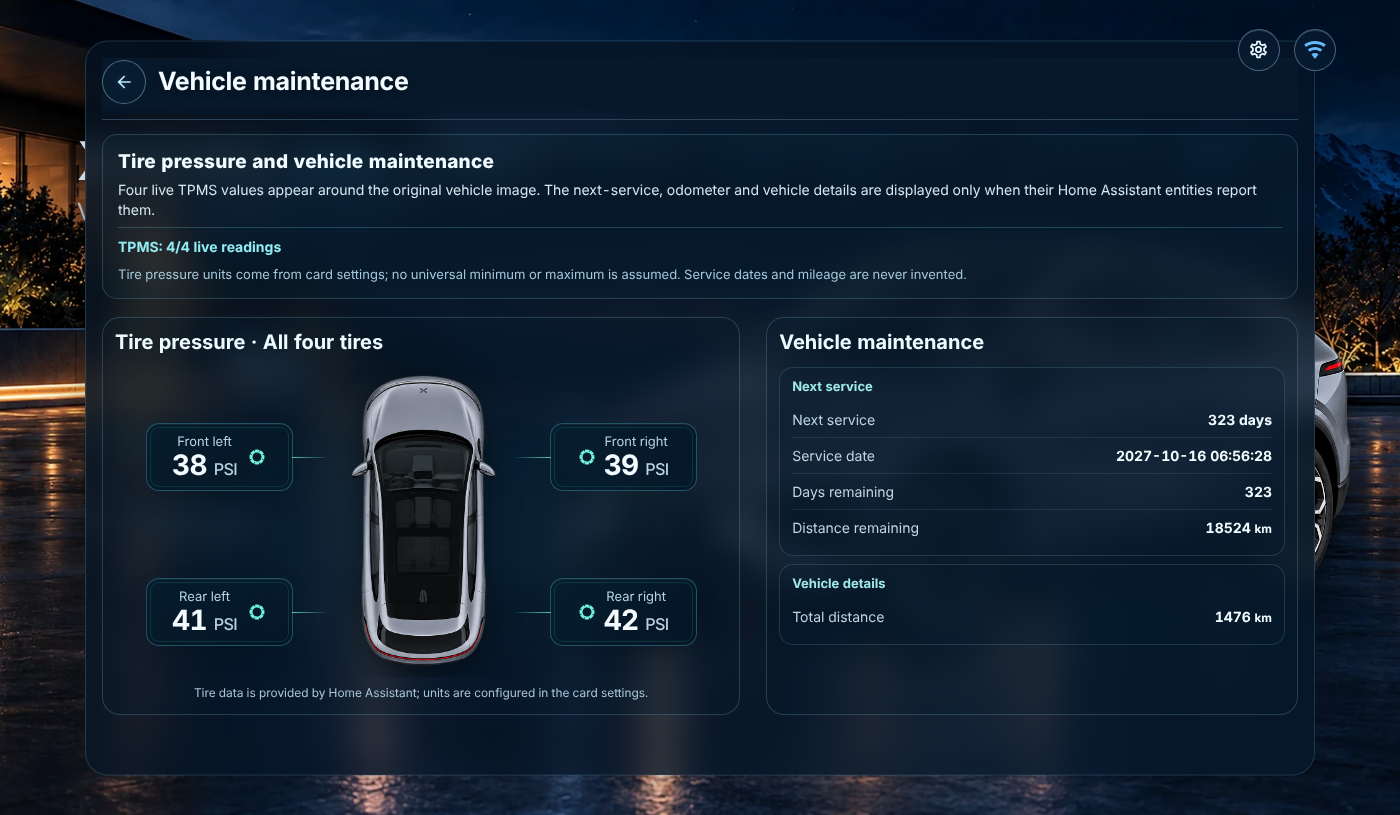 Vehicle maintenance
Tire pressure and vehicle maintenance
Four live TPMS values appear around the original vehicle image. The next-service, odometer and vehicle details are displayed only when their Home Assistant entities report
them.
TPMS: 4/4 live readings
Tire pressure units come from card settings; no universal minimum or maximum is assumed. Service dates and mileage are never invented.
Tire pressure · All four tires
Front left
38 PSI
Front right
39 PSI
Rear left
41 PSI
Rear right
42 PSI
Tire data is provided by Home Assistant; units are configured in the card settings.
Vehicle maintenance
Next service
Next service 323 days
Service date 2027-10-16 06:56:28
Days remaining 323
Distance remaining 18524 km
Vehicle details
Total distance 1476 km